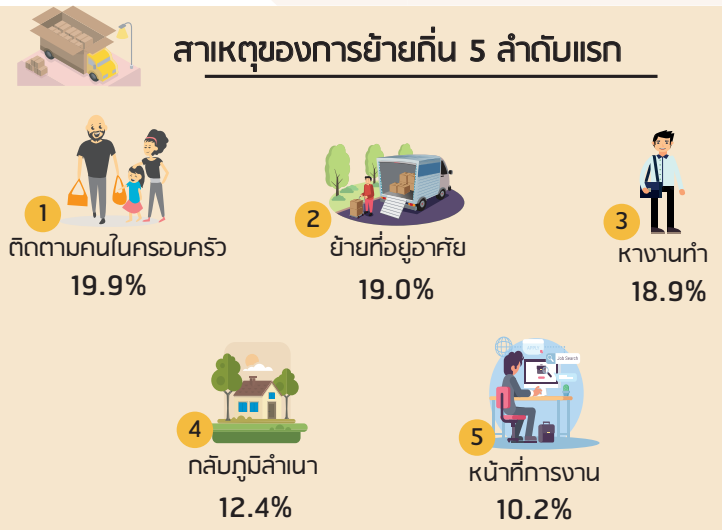 สาเหตุของการย้ายถิ่น 5 ลำดับแรก
1
ติดตามคนในครอบครัว
19.9%
2
ย้ายที่อยู่อาศัย
19.0%
3
หางานทำ
18.9%
4
กลับภูมิลำเนา
12.4%
Job Search
5
หน้าที่การงาน
10.2%